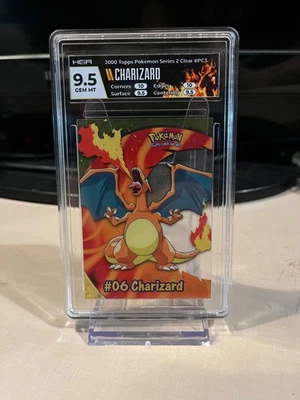 HGA
2000 Topps Pokemon Series 2 Clear #PC3
9.5
GEM MT
CHARIZARD
Corners 10 Edges 10
Surface 9.5 Centering 9.5
POKéMON
#06 Charizard